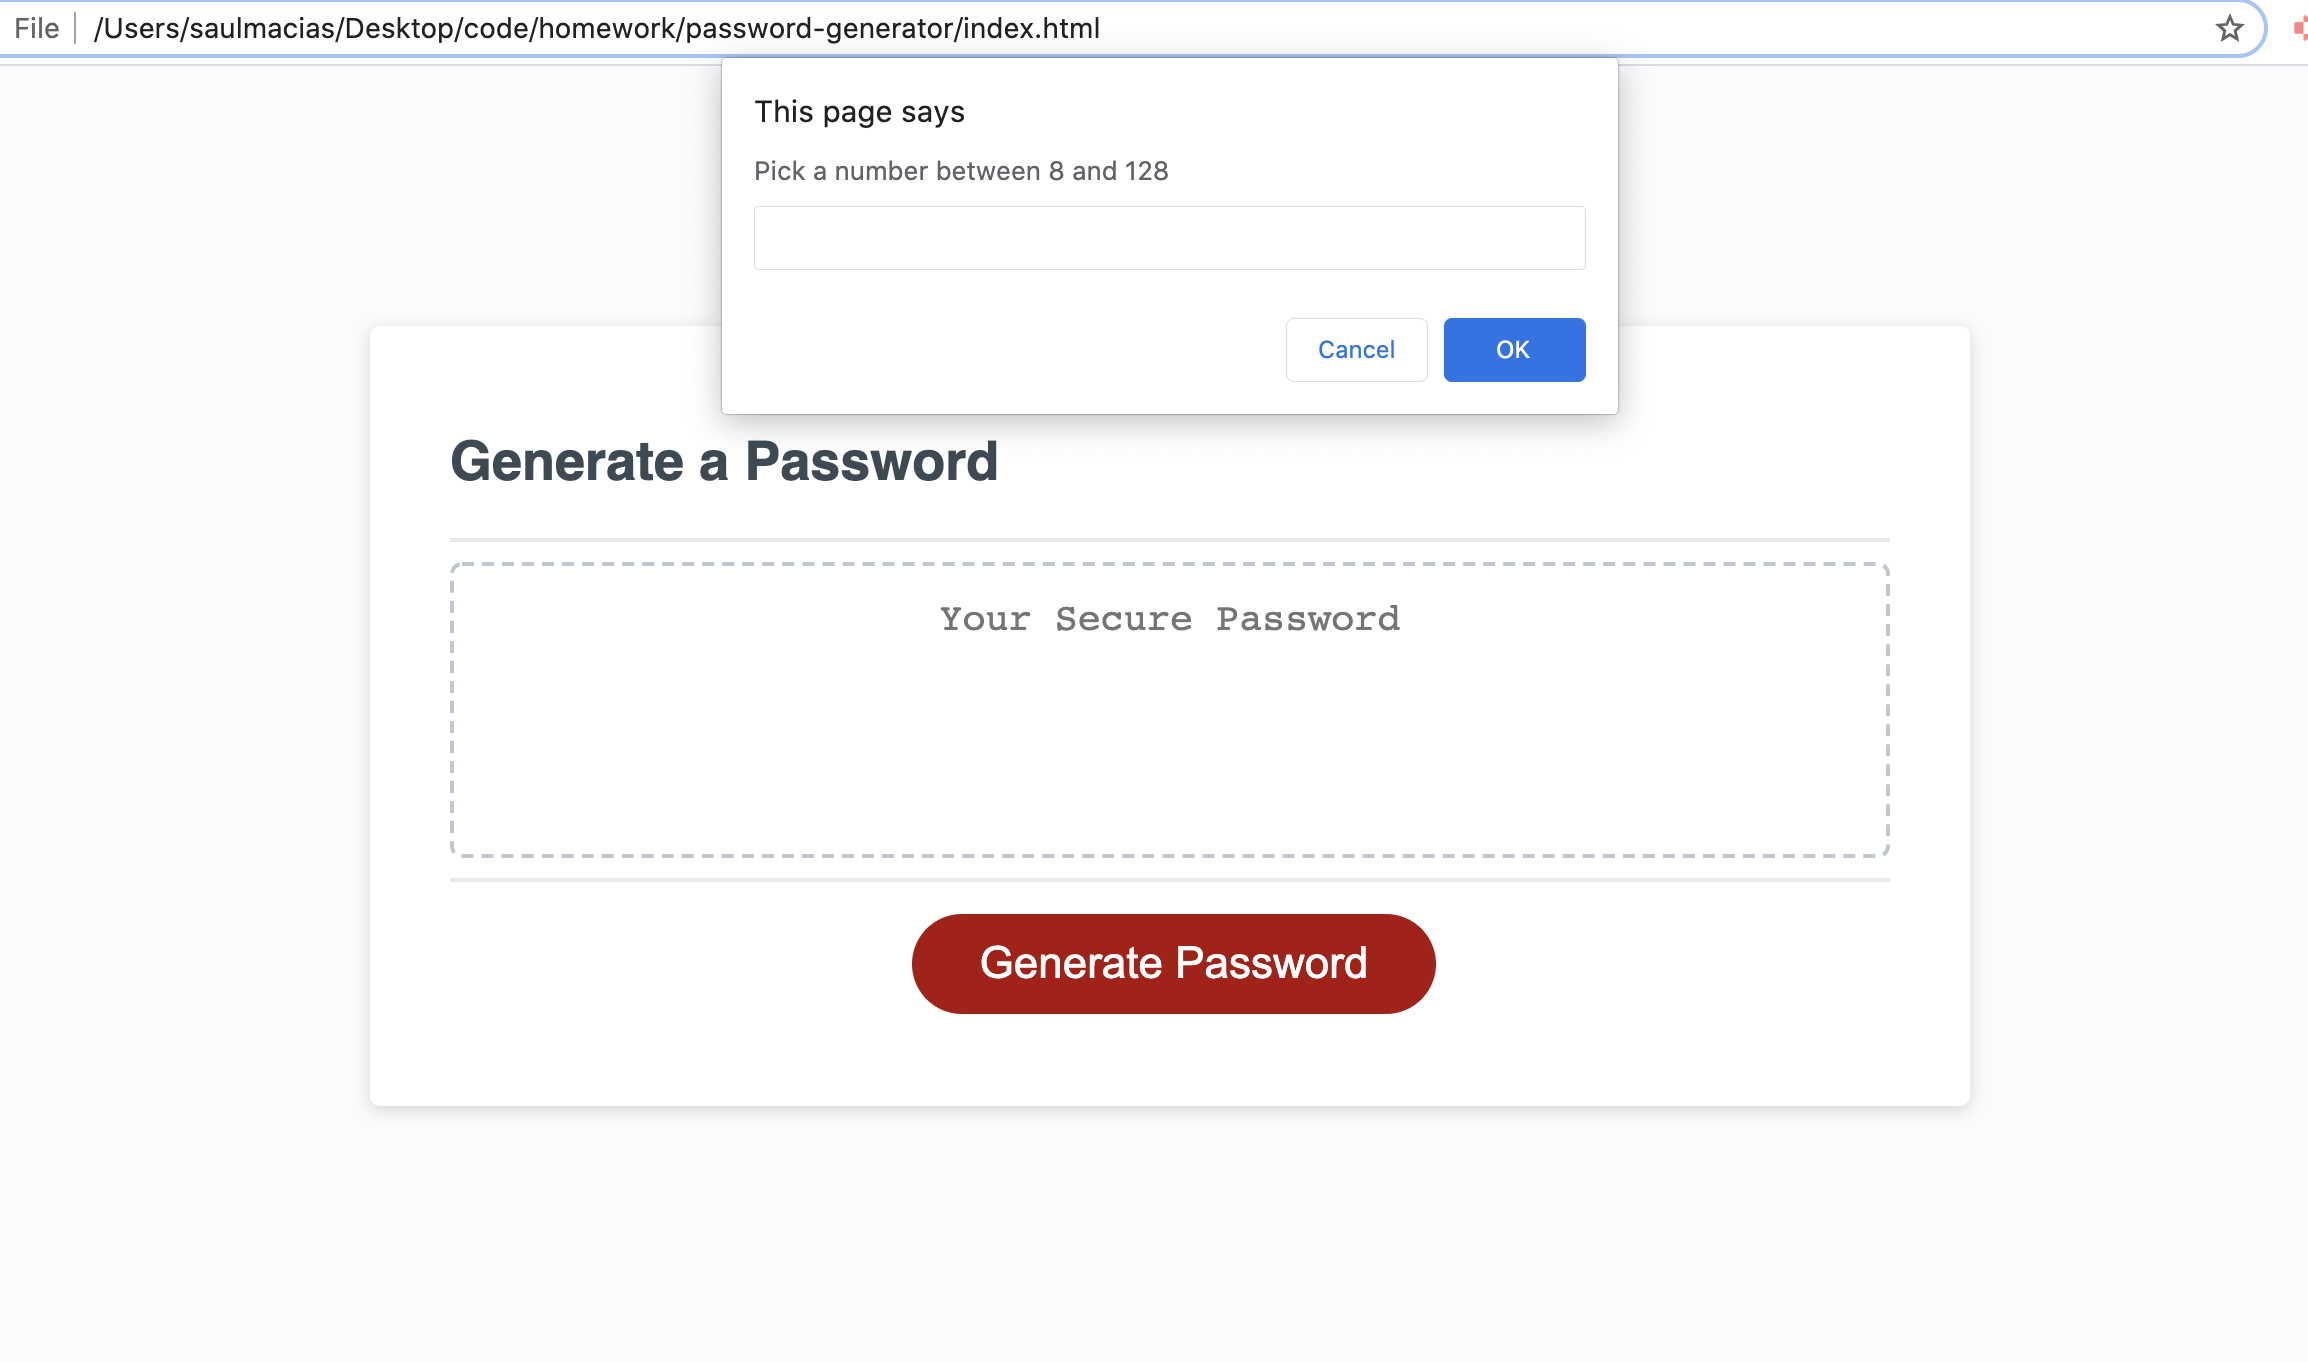 File /Users/saulmacias/Desktop/code/homework/password-generator/index.html
This page says
Pick a number between 8 and 128
Cancel OK
Generate a Password
Your Secure Password
Generate Password